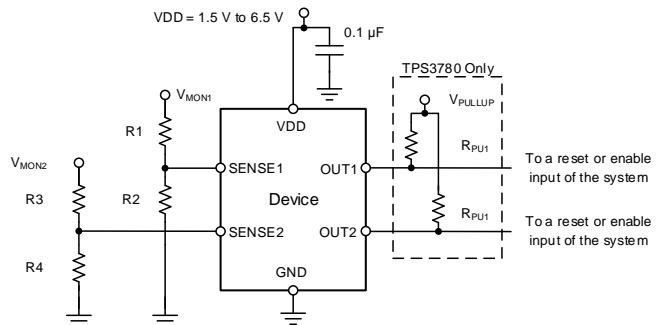 VDD = 1.5 V to 6.5 V
0.1 µF
TPS3780 Only
VMON1
VPULLUP
R1
VDD
RPU1
VMON2
SENSE1
OUT1
To a reset or enable
input of the system
R3
R2
Device
RPU1
SENSE2
OUT2
To a reset or enable
input of the system
R4
GND